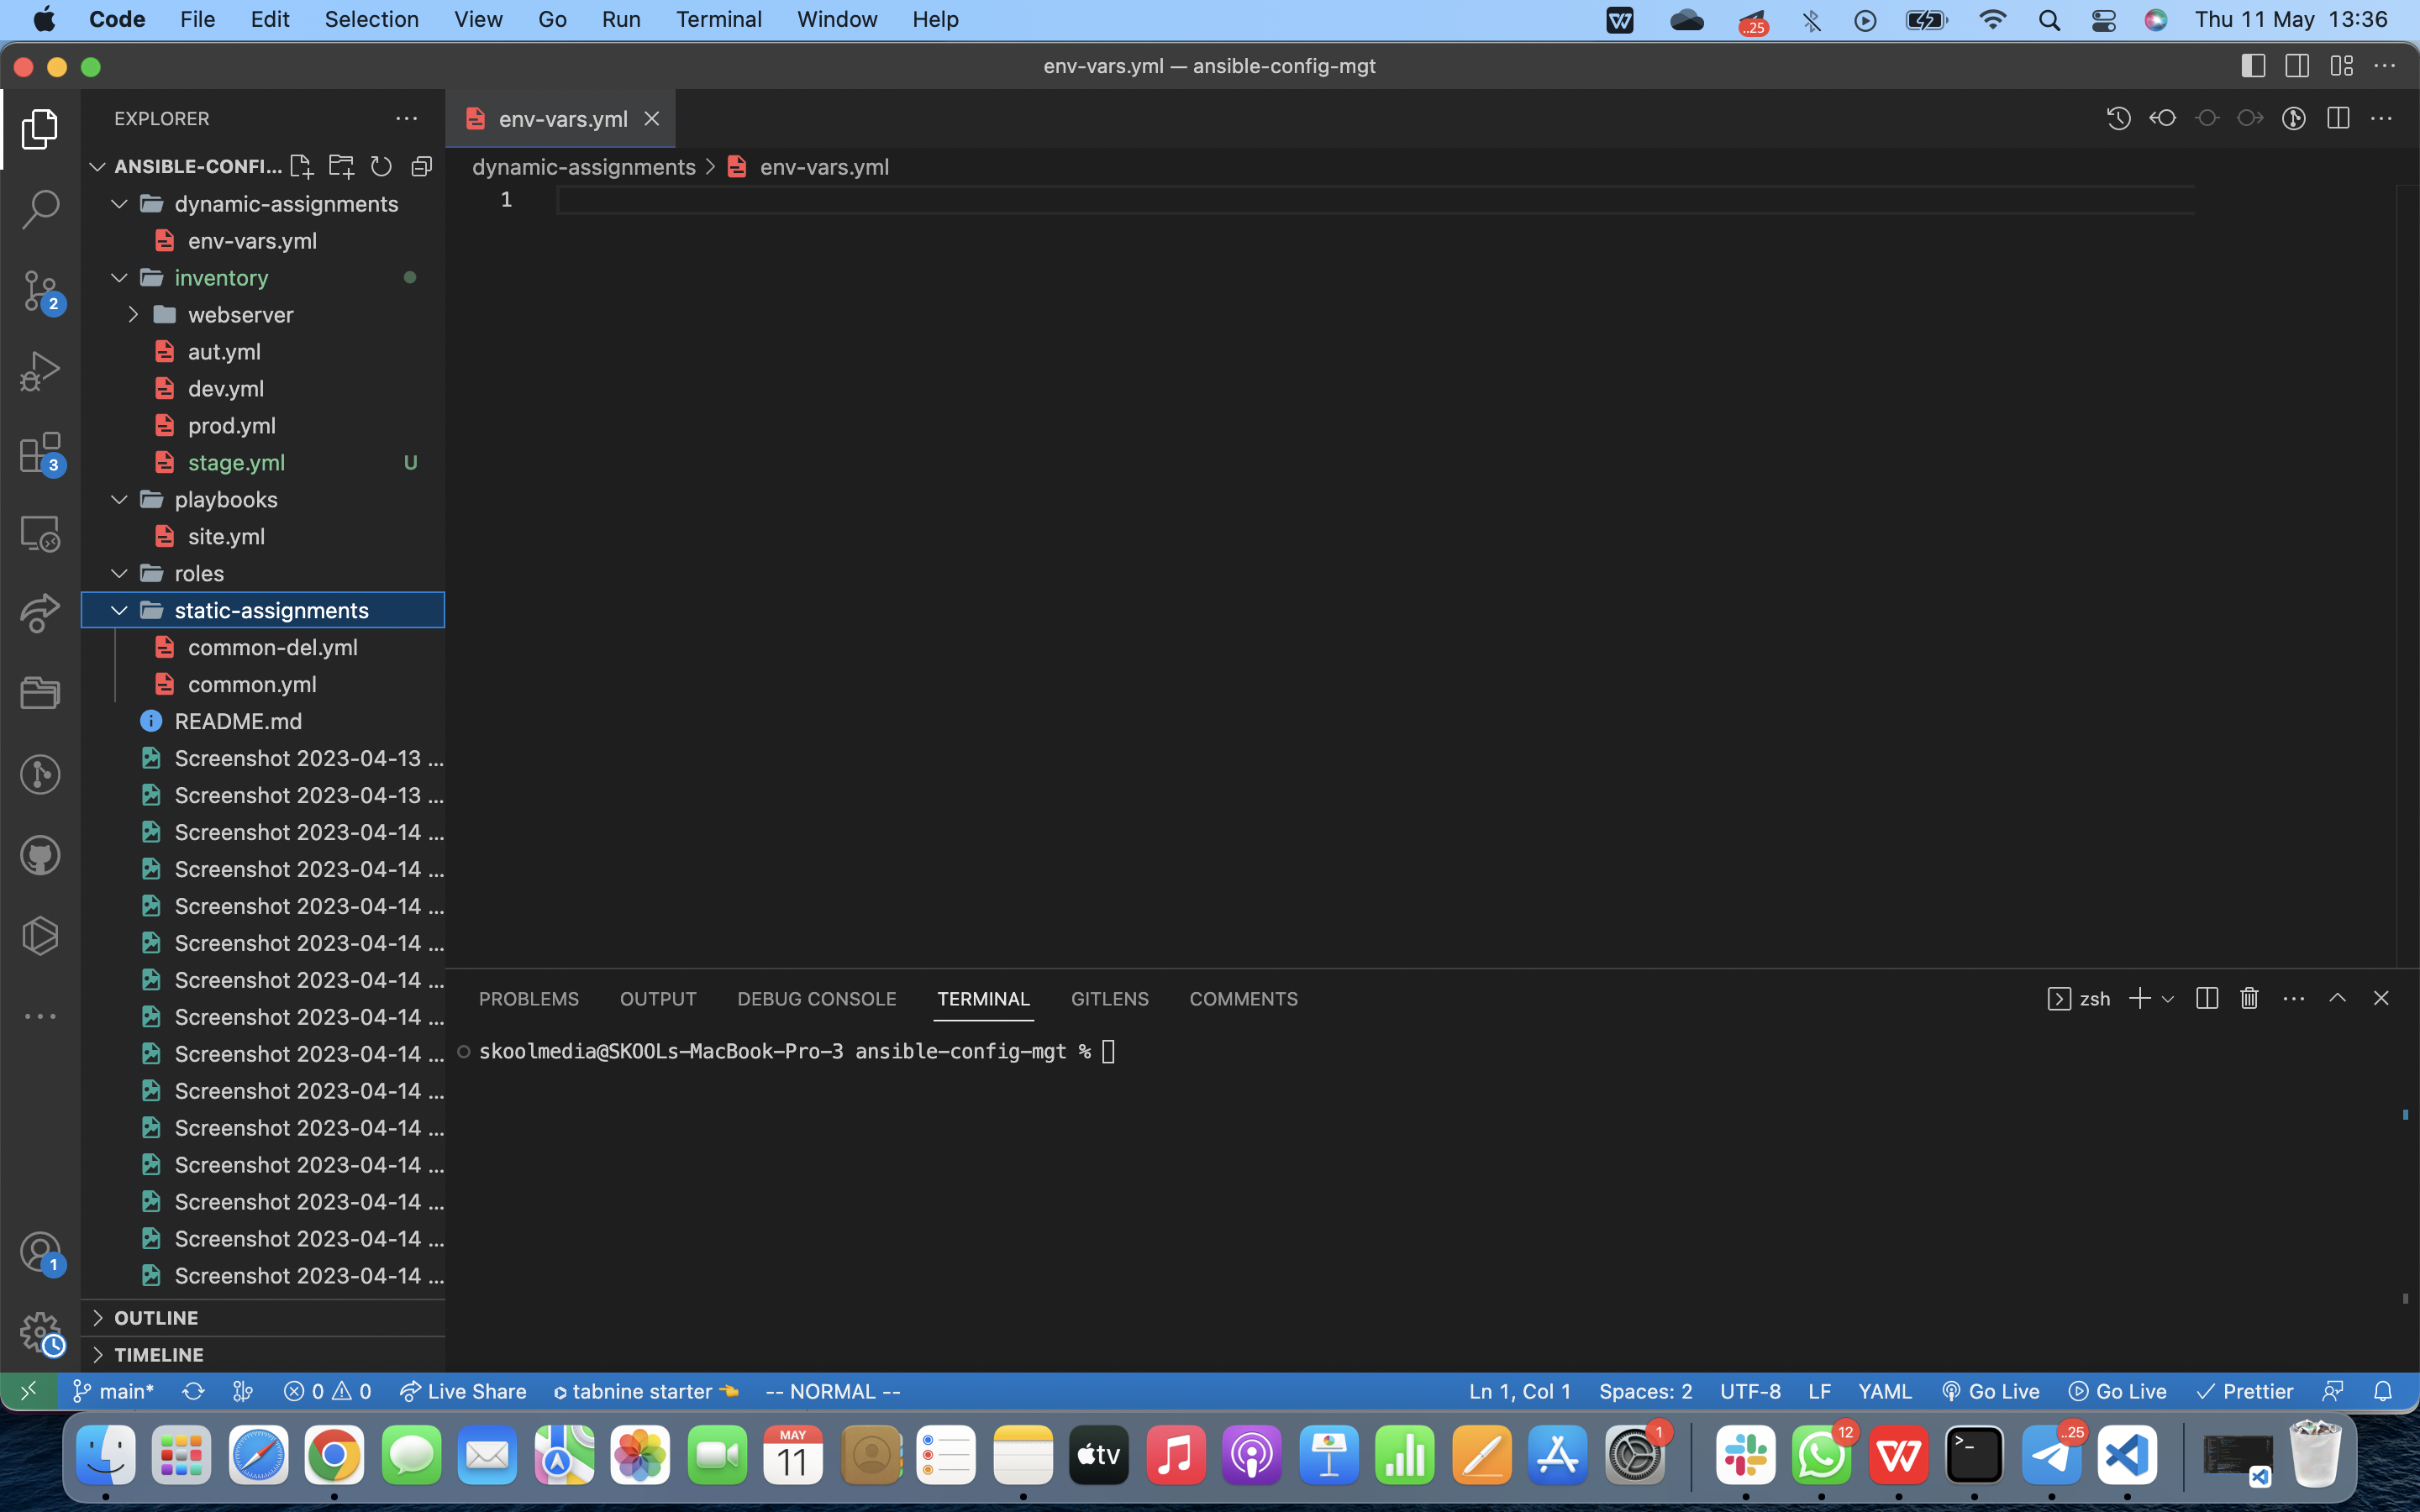 Code File Edit Selection View Go Run Terminal Window Help ..25 Thu 11 May 13:36
env-vars.yml — ansible-config-mgt
EXPLORER
ANSIBLE-CONFI...
dynamic-assignments
env-vars.yml
inventory
webserver
aut.yml
dev.yml
prod.yml
stage.yml U
playbooks
site.yml
roles
static-assignments
common-del.yml
common.yml
README.md
Screenshot 2023-04-13 ...
Screenshot 2023-04-13 ...
Screenshot 2023-04-14 ...
Screenshot 2023-04-14 ...
Screenshot 2023-04-14 ...
Screenshot 2023-04-14 ...
Screenshot 2023-04-14 ...
Screenshot 2023-04-14 ...
Screenshot 2023-04-14 ...
Screenshot 2023-04-14 ...
Screenshot 2023-04-14 ...
Screenshot 2023-04-14 ...
Screenshot 2023-04-14 ...
Screenshot 2023-04-14 ...
Screenshot 2023-04-14 ...
OUTLINE
TIMELINE
2
3
1
env-vars.yml
dynamic-assignments > env-vars.yml
1
PROBLEMS OUTPUT DEBUG CONSOLE TERMINAL GITLENS COMMENTS zsh
skoolmedia@SKOOLs-MacBook-Pro-3 ansible-config-mgt %
main* 0 0 Live Share tabnine starter -- NORMAL -- Ln 1, Col 1 Spaces: 2 UTF-8 LF YAML Go Live Go Live Prettier
MAY
11
tv
1
12
..25